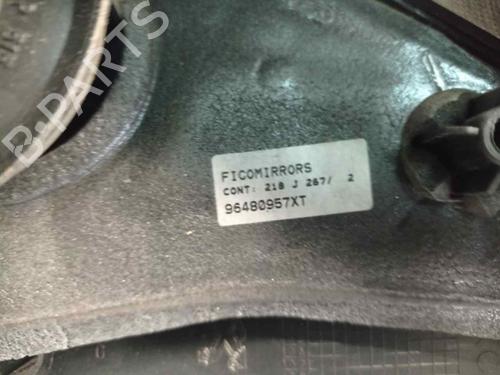 B-PARTS
FICOMIRRORS
CONT: 218 J 267/ 2
96480957XT